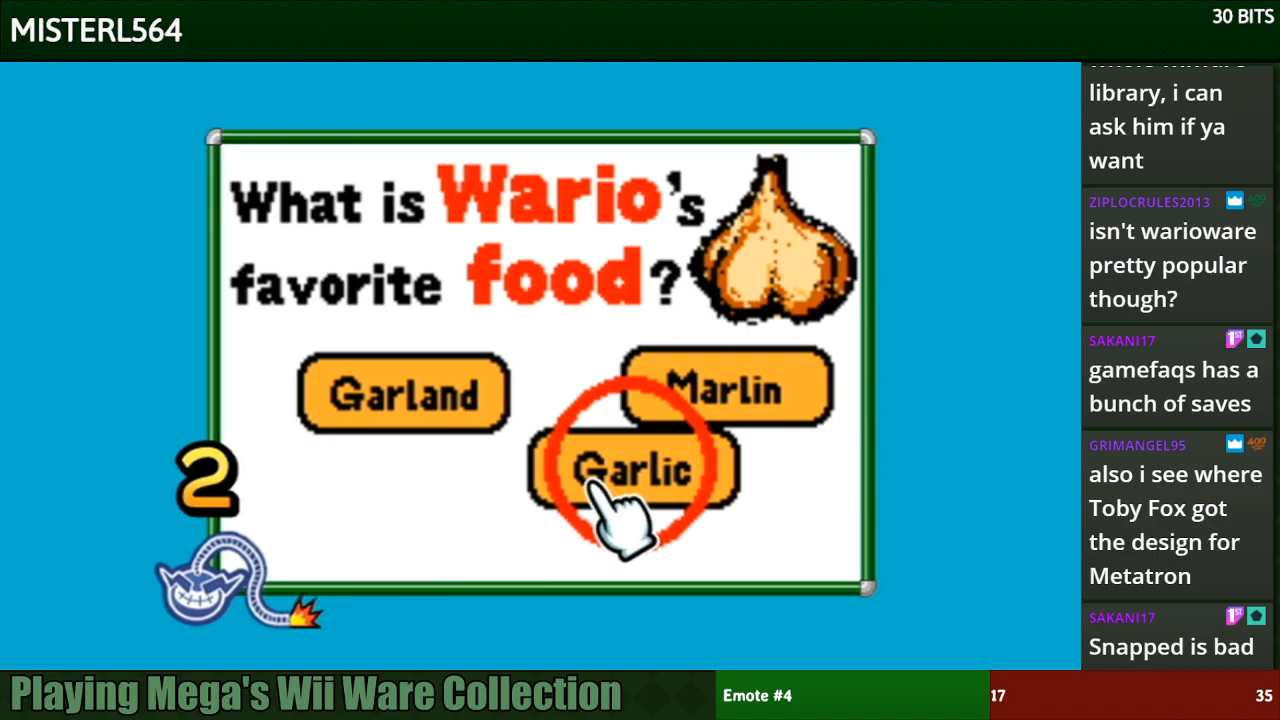 MISTERL564
30 BITS
What is Wario's
favorite food?
Garland
Marlin
Garlic
2
library, i can
ask him if ya
want
ZIPLOCRULES2013
isn't warioware
pretty popular
though?
SAKANI17
gamefaqs has a
bunch of saves
GRIMANGEL95
also i see where
Toby Fox got
the design for
Metatron
SAKANI17
Snapped is bad
Playing Mega's Wii Ware Collection
Emote #4
17
35